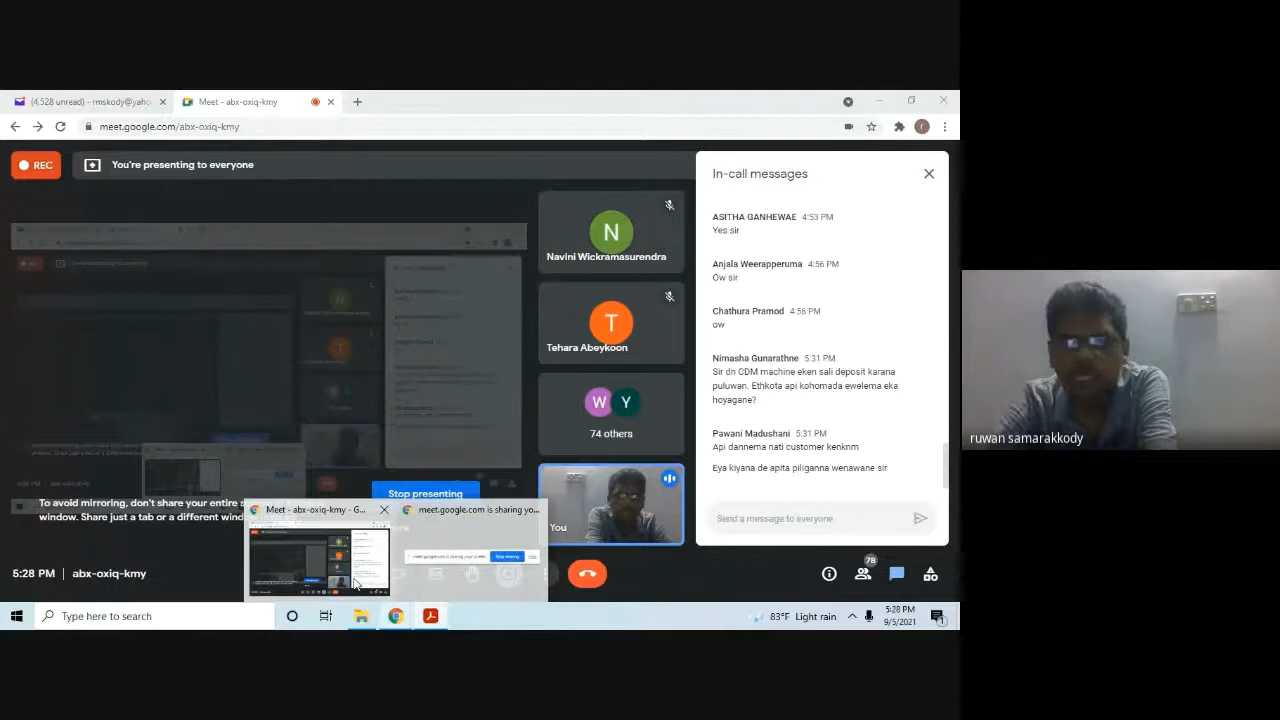 (4,528 unread) - rmskody@yaho
Meet - abx-oxiq-kmy
meet.google.com/abx-oxiq-kmy
REC
You're presenting to everyone
In-call messages
ASITHA GANHEWAE 4:53 PM
Yes sir
Anjala Weerapperuma 4:56 PM
Ow sir
Chathura Pramod 4:56 PM
ow
Nimasha Gunarathne 5:31 PM
Sir dn CDM machine eken sali deposit karana
puluwan. Ethkota api kohomada ewelema eka
hoyagane?
Pawani Madushani 5:31 PM
Api dannema nati customer kenknm
Eya kiyana de apita piliganna wenawane sir
Send a message to everyone
N
Navini Wickramasurendra
T
Tehara Abeykoon
W Y
74 others
You
Stop presenting
To avoid mirroring, don't share your entire s
window. Share just a tab or a different wind
Meet - abx-oxiq-kmy - G...
meet.google.com is sharing yo...
5:28 PM | abx-oxiq-kmy
78
Type here to search
83°F Light rain
5:28 PM
9/5/2021
ruwan samarakkody